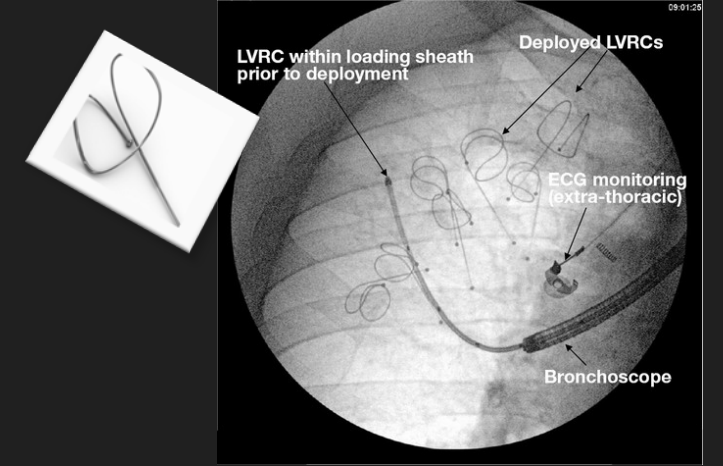 09:01:25
Deployed LVRCs
LVRC within loading sheath
prior to deployment
ECG monitoring
(extra-thoracic)
Bronchoscope